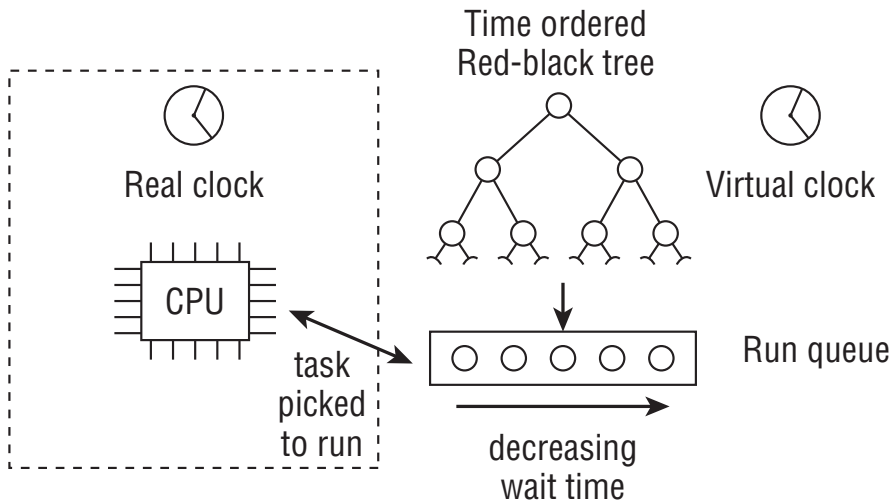 Time ordered
Red-black tree
Real clock
Virtual clock
CPU
Run queue
task
picked
to run
decreasing
wait time